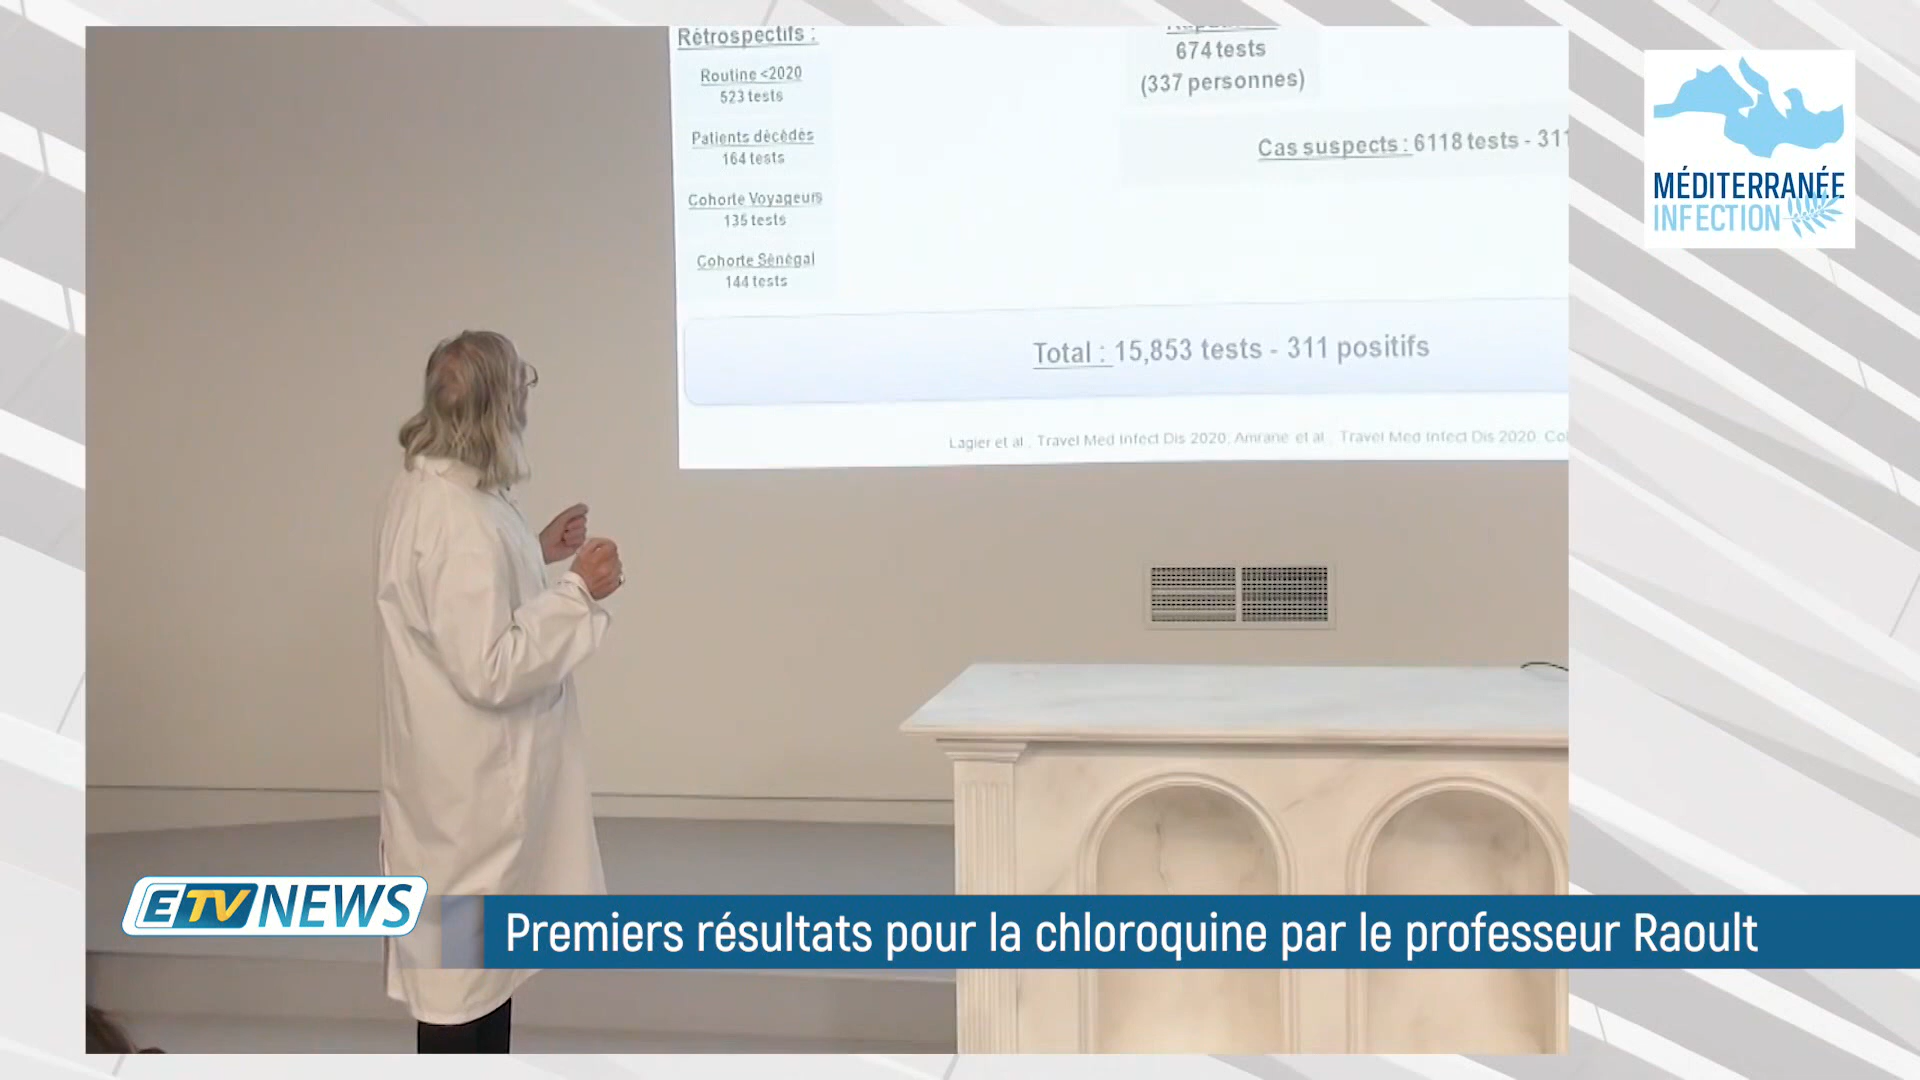 Rétrospectifs :
Routine <2020
523 tests
Patients décédés
164 tests
Cohorte Voyageurs
135 tests
Cohorte Sénégal
144 tests
674 tests
(337 personnes)
Cas suspects : 6118 tests - 311
Total : 15,853 tests - 311 positifs
Lagier et al., Travel Med Infect Dis 2020, Amrane et al., Travel Med Infect Dis 2020,
MÉDITERRANÉE
INFECTION
ETV NEWS
Premiers résultats pour la chloroquine par le professeur Raoult